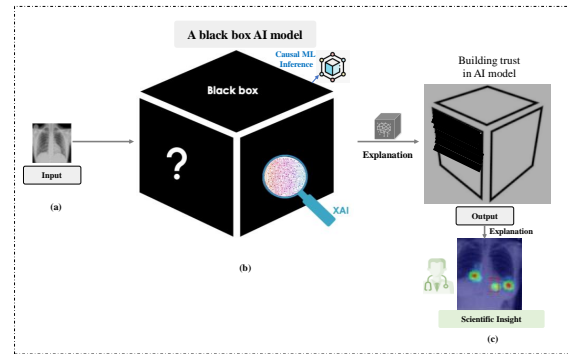 A black box AI model
Causal ML
Inference
Black box
?
XAI
Input
(a)
(b)
Explanation
Building trust
in AI model
Output
Explanation
Scientific Insight
(c)